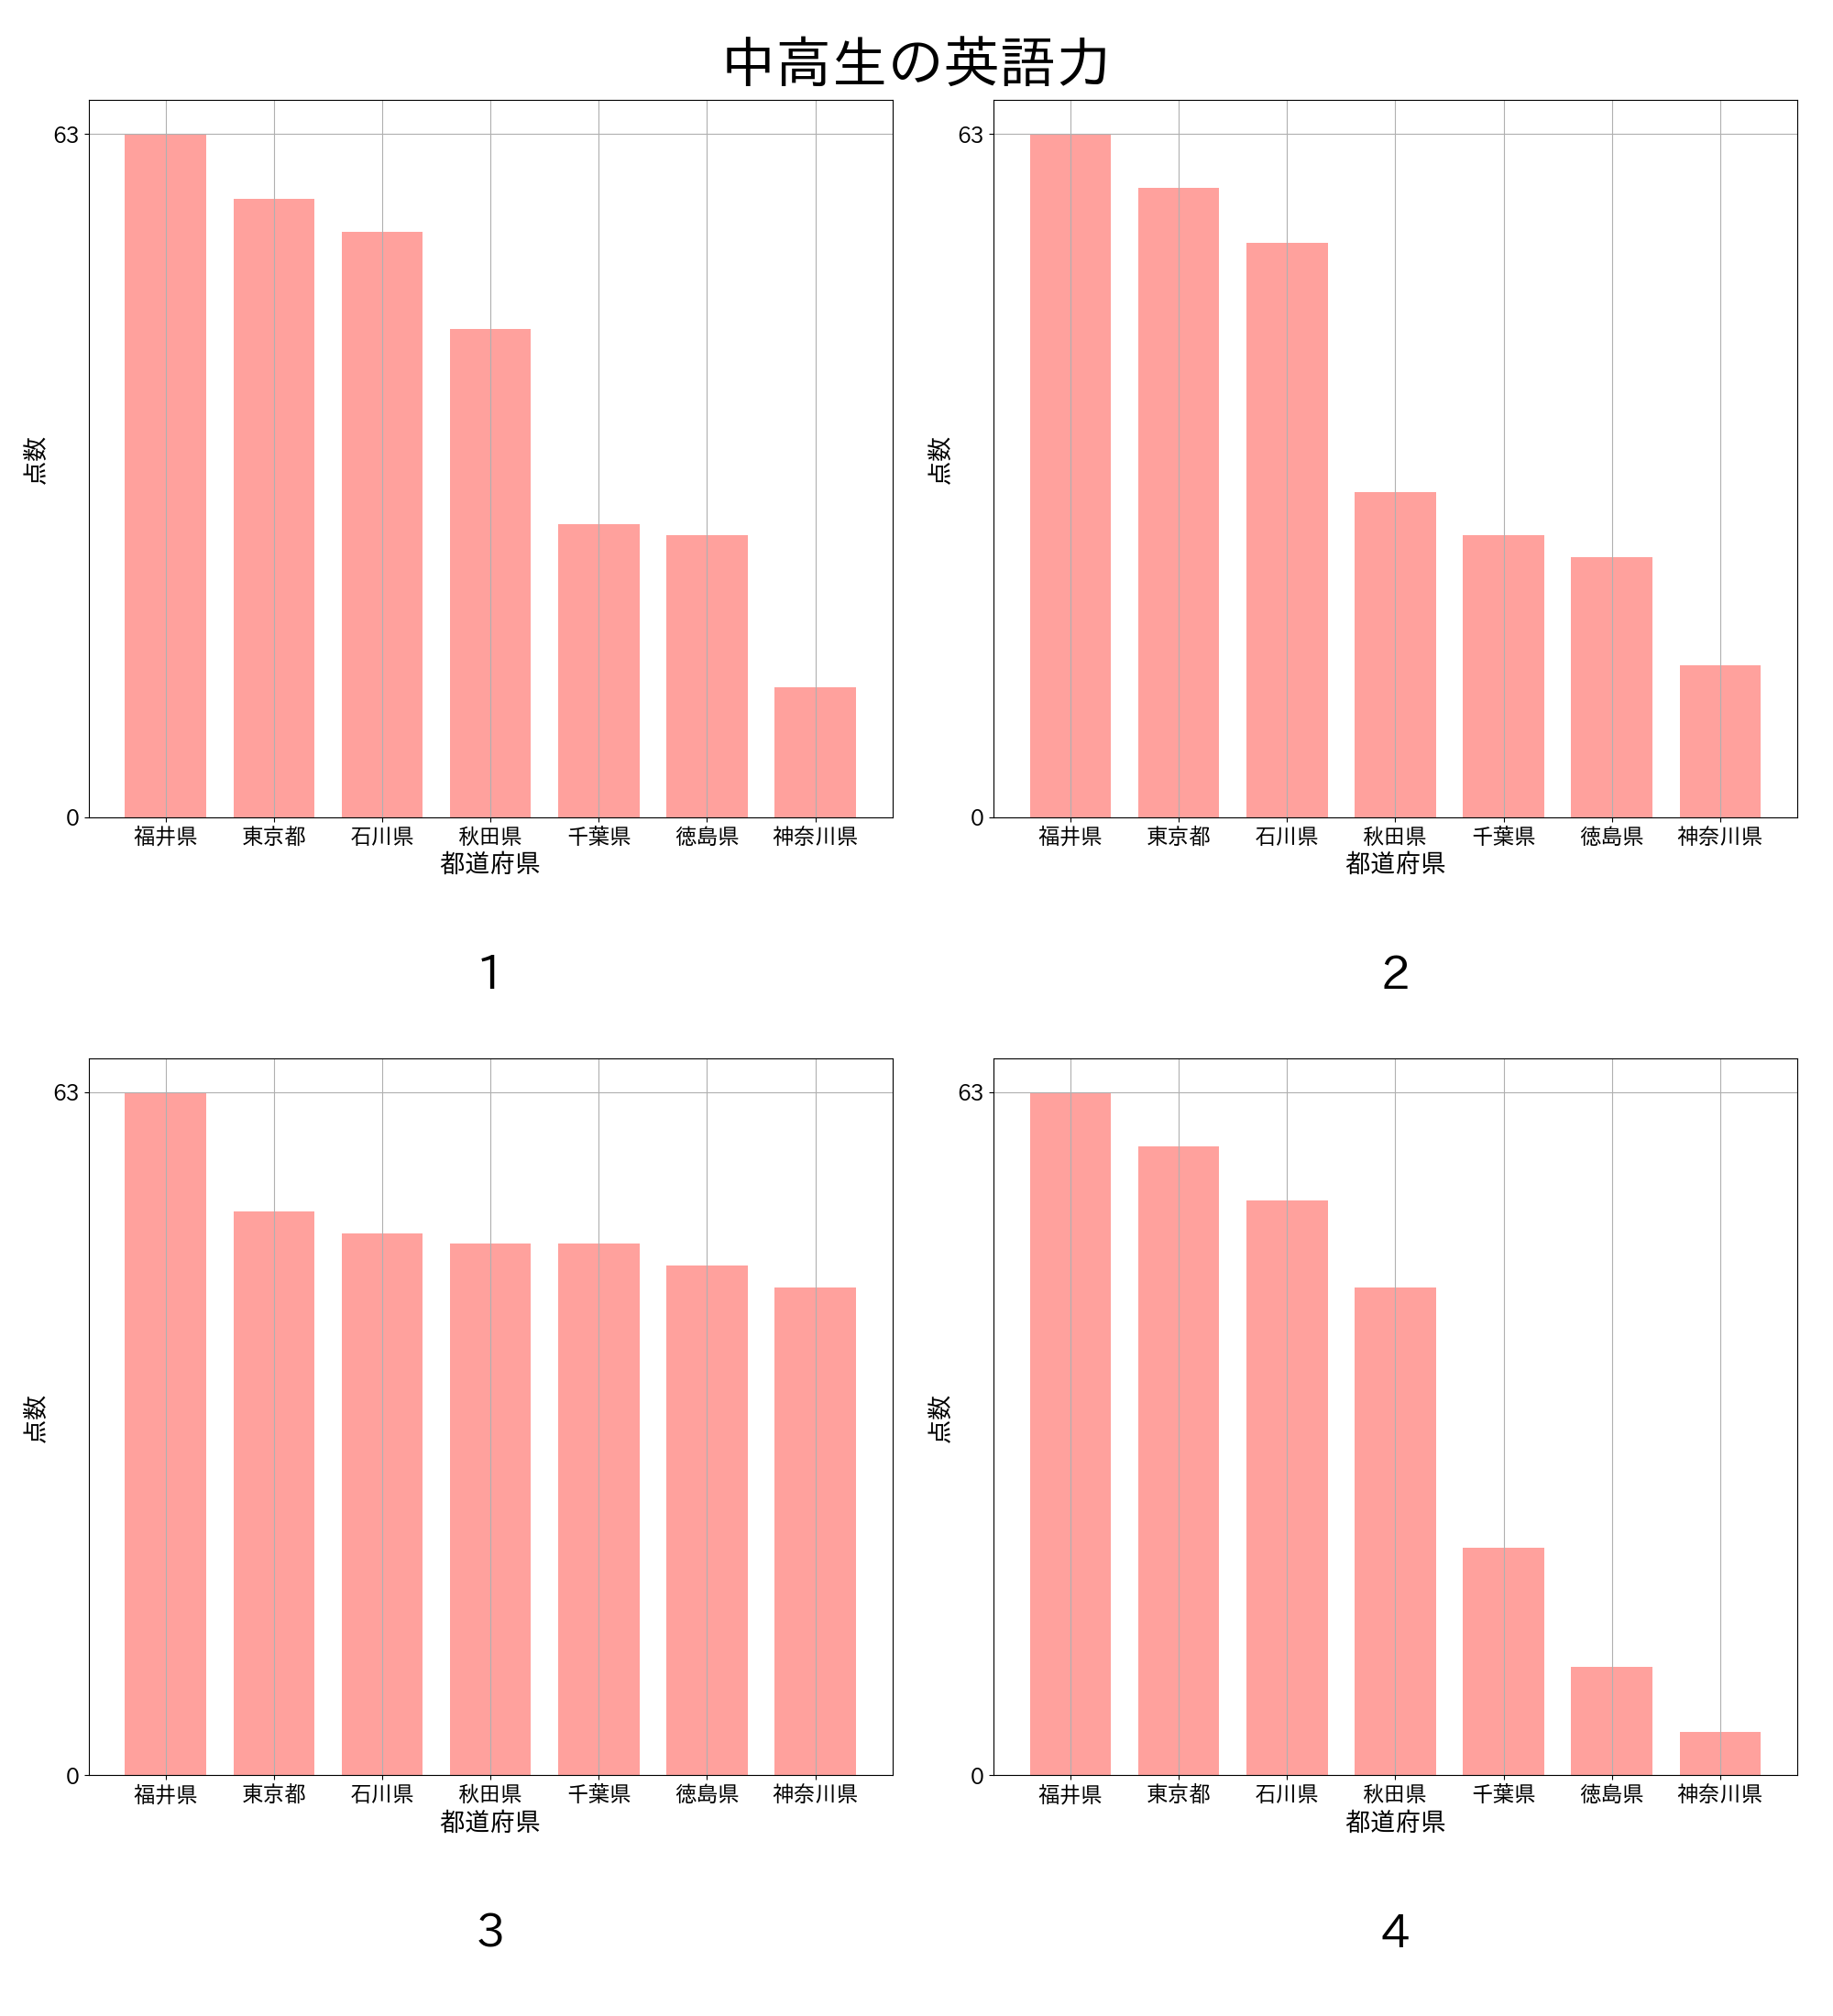 中高生の英語力
63
0
点数
福井県 東京都 石川県 秋田県 千葉県 徳島県 神奈川県
都道府県
1
63
0
点数
福井県 東京都 石川県 秋田県 千葉県 徳島県 神奈川県
都道府県
2
63
0
点数
福井県 東京都 石川県 秋田県 千葉県 徳島県 神奈川県
都道府県
3
63
0
点数
福井県 東京都 石川県 秋田県 千葉県 徳島県 神奈川県
都道府県
4